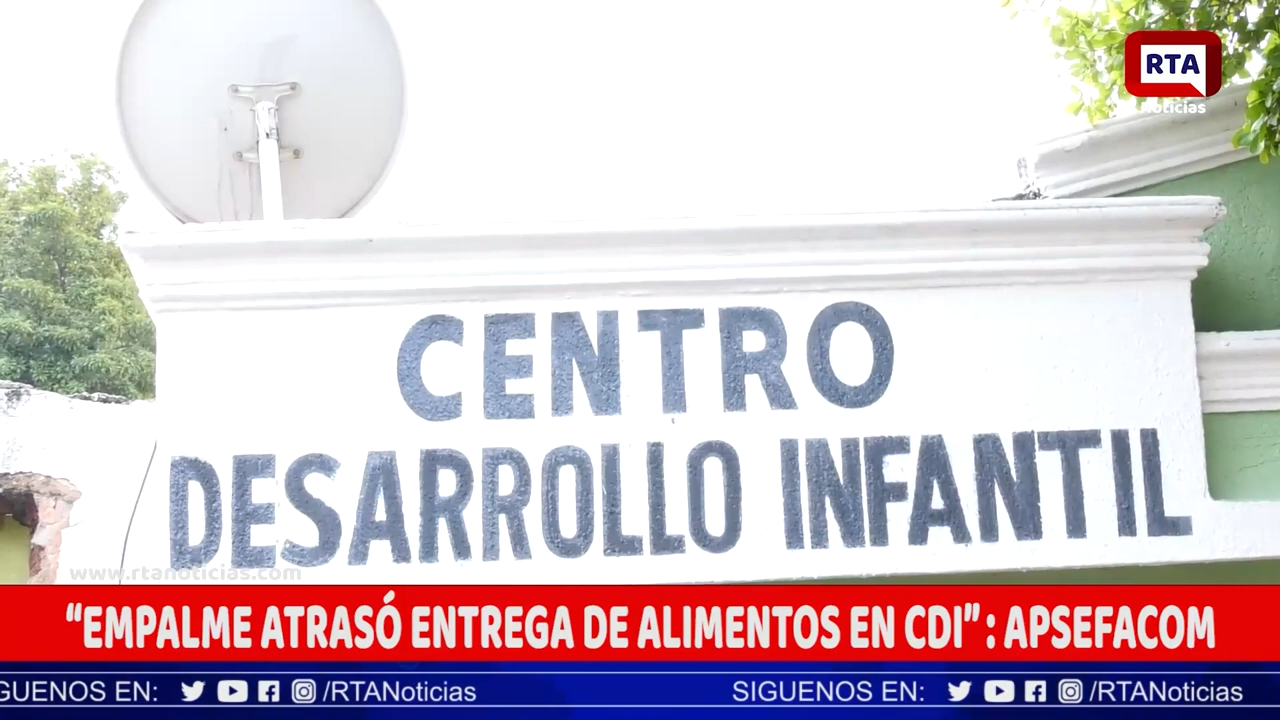 RTA
Noticias
CENTRO
DESARROLLO INFANTIL
www.rtanoticias.com
“EMPALME ATRASÓ ENTREGA DE ALIMENTOS EN CDI”: APSEFACOM
SIGUENOS EN: /RTANoticias SIGUENOS EN: /RTANoticias